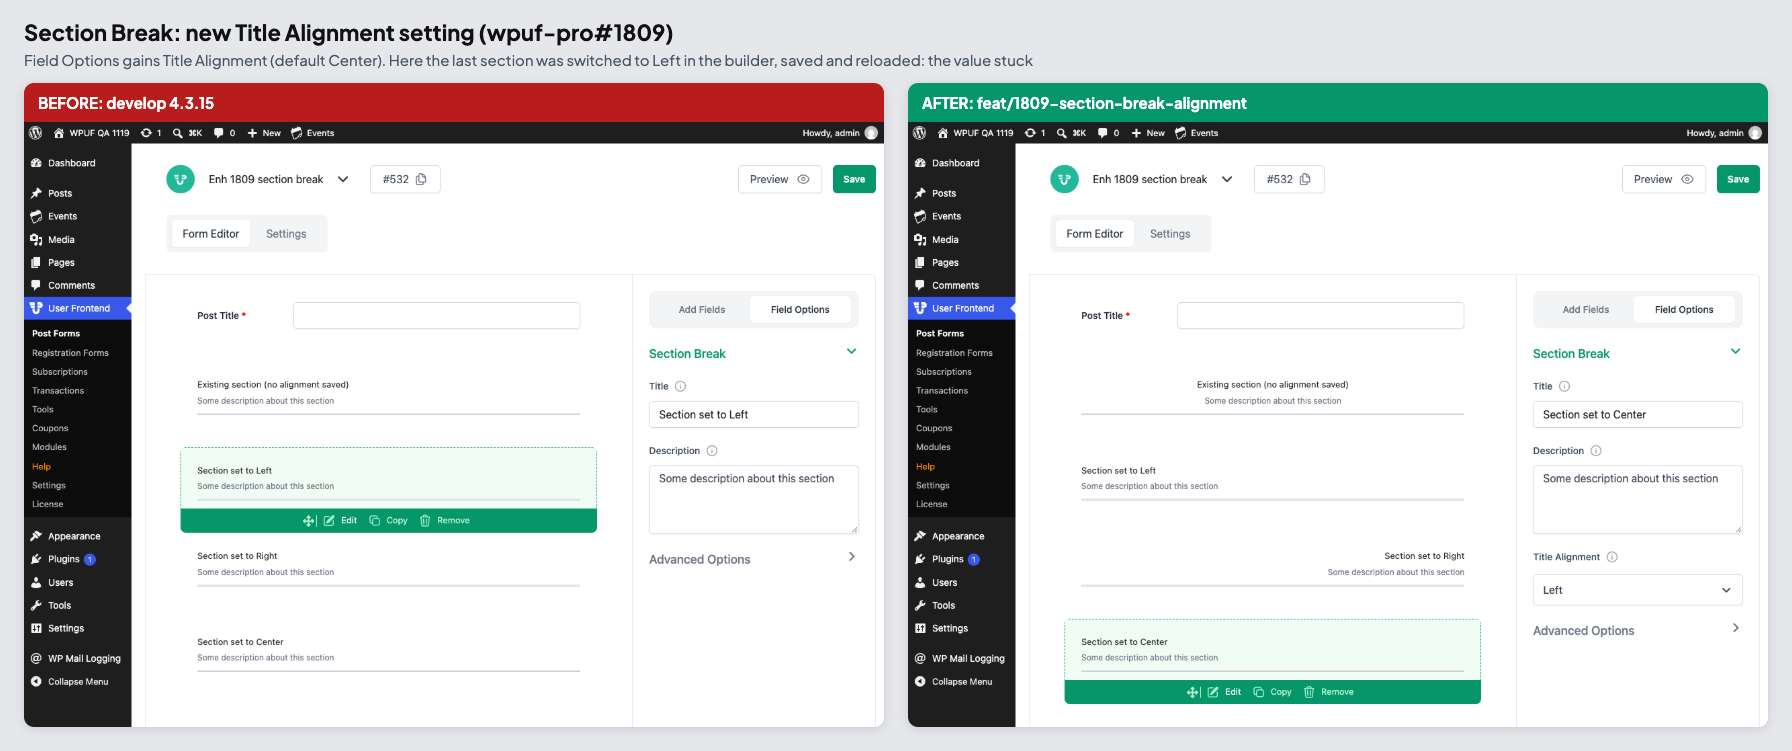 Section Break: new Title Alignment setting (wpuf-pro#1809)
Field Options gains Title Alignment (default Center). Here the last section was switched to Left in the builder, saved and reloaded: the value stuck
BEFORE: develop 4.3.15
WPUF QA 1119 1 ⌘K 0 + New Events Howdy, admin
Dashboard
Posts
Events
Media
Pages
Comments
User Frontend
Post Forms
Registration Forms
Subscriptions
Transactions
Tools
Coupons
Modules
Help
Settings
License
Appearance
Plugins 1
Users
Tools
Settings
WP Mail Logging
Collapse Menu
Enh 1809 section break #532 Preview Save
Form Editor Settings
Post Title *
Existing section (no alignment saved)
Some description about this section
Section set to Left
Some description about this section
Edit Copy Remove
Section set to Right
Some description about this section
Section set to Center
Some description about this section
Add Fields Field Options
Section Break
Title
Section set to Left
Description
Some description about this section
Advanced Options
AFTER: feat/1809-section-break-alignment
WPUF QA 1119 1 ⌘K 0 + New Events Howdy, admin
Dashboard
Posts
Events
Media
Pages
Comments
User Frontend
Post Forms
Registration Forms
Subscriptions
Transactions
Tools
Coupons
Modules
Help
Settings
License
Appearance
Plugins 1
Users
Tools
Settings
WP Mail Logging
Collapse Menu
Enh 1809 section break #532 Preview Save
Form Editor Settings
Post Title *
Existing section (no alignment saved)
Some description about this section
Section set to Left
Some description about this section
Section set to Right
Some description about this section
Section set to Center
Some description about this section
Edit Copy Remove
Add Fields Field Options
Section Break
Title
Section set to Center
Description
Some description about this section
Title Alignment
Left
Advanced Options